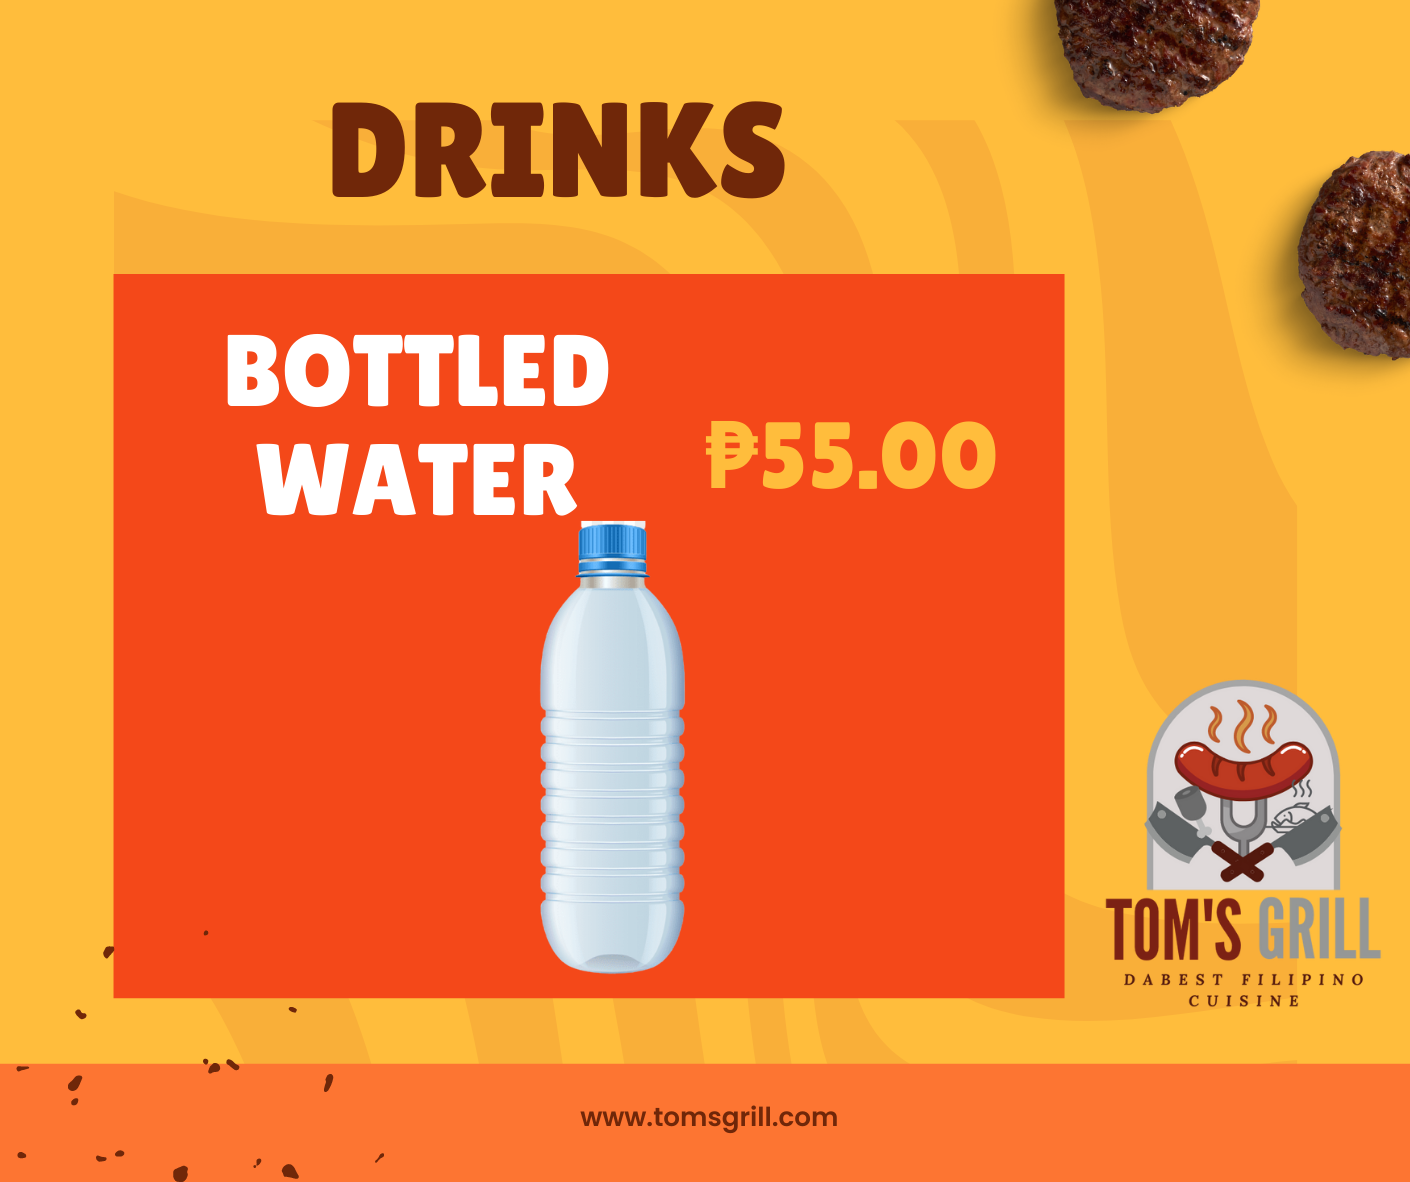 DRINKS
BOTTLED
WATER
₱55.00
TOM'S GRILL
DABEST FILIPINO
CUISINE
www.tomsgrill.com